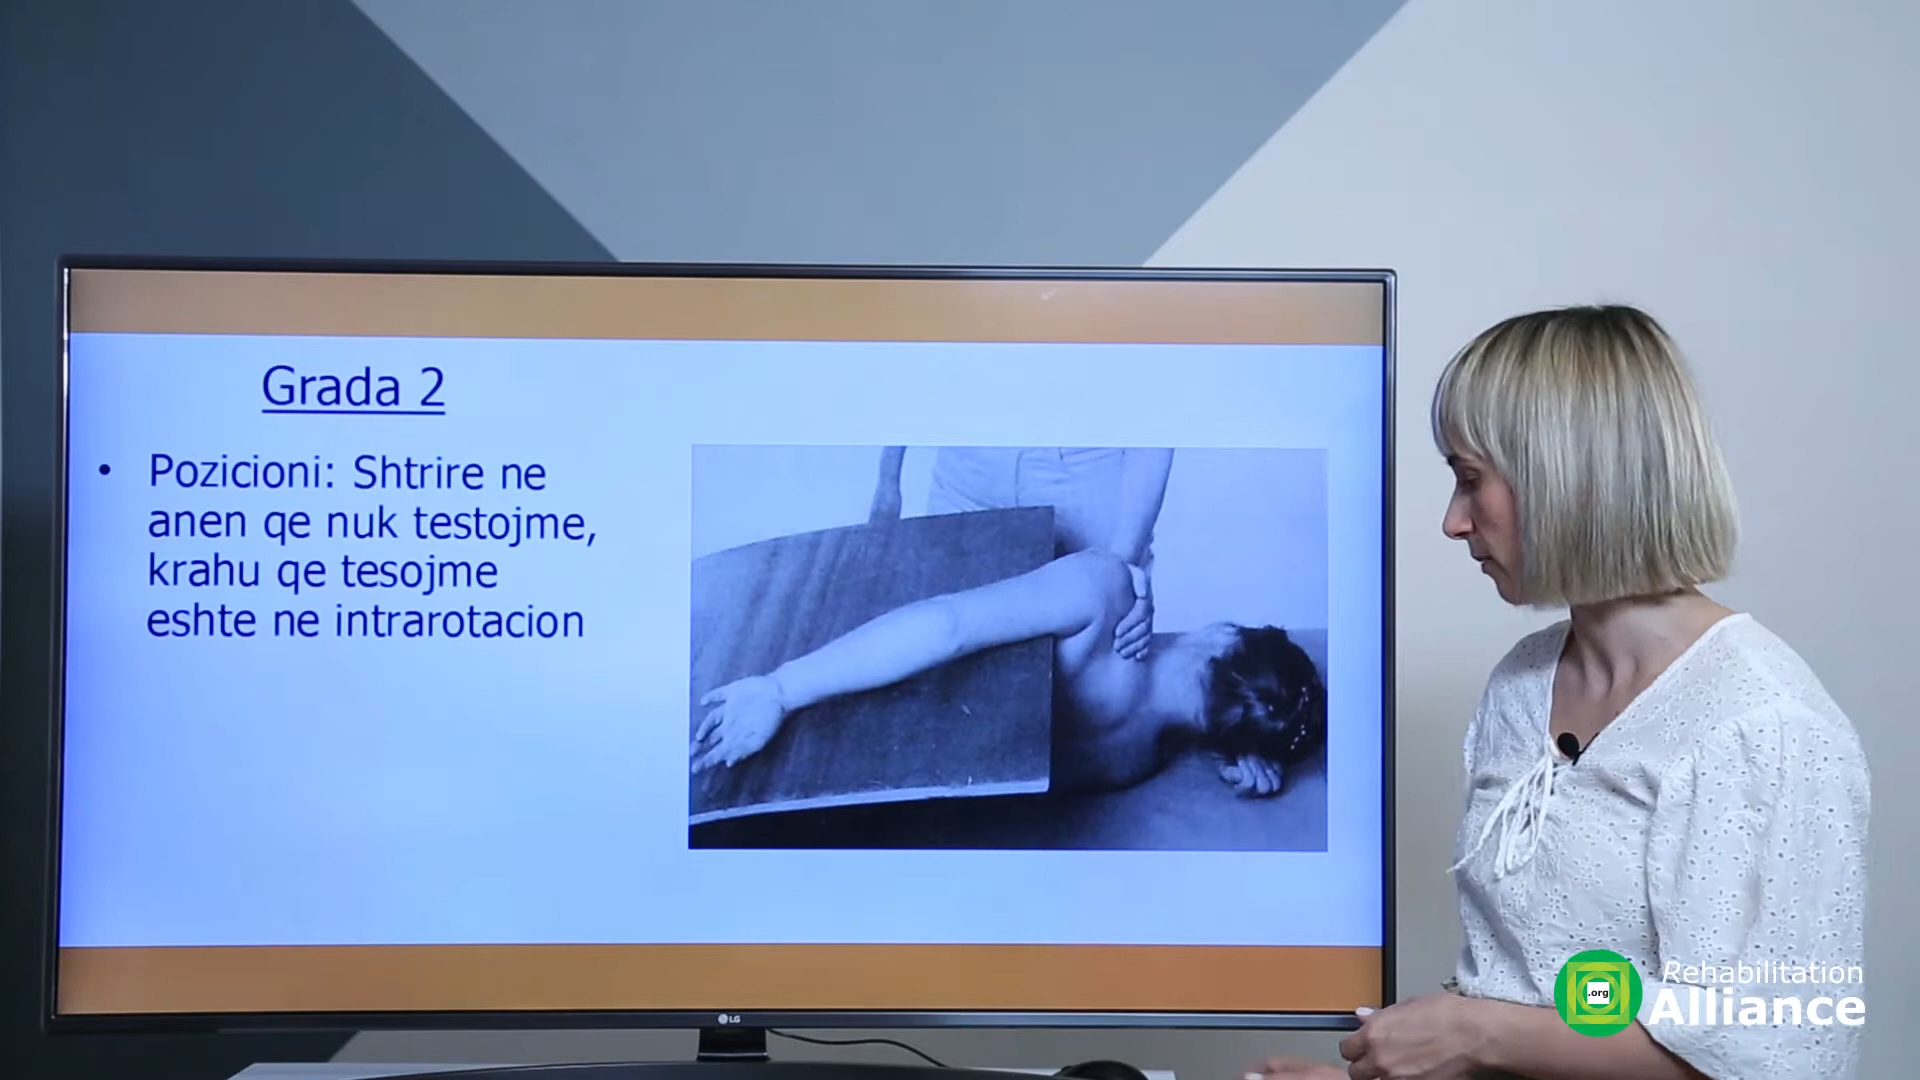 Grada 2
• Pozicioni: Shtrire ne
anen qe nuk testojme,
krahu qe tesojme
eshte ne intrarotacion
LG
.org
Rehabilitation
Alliance